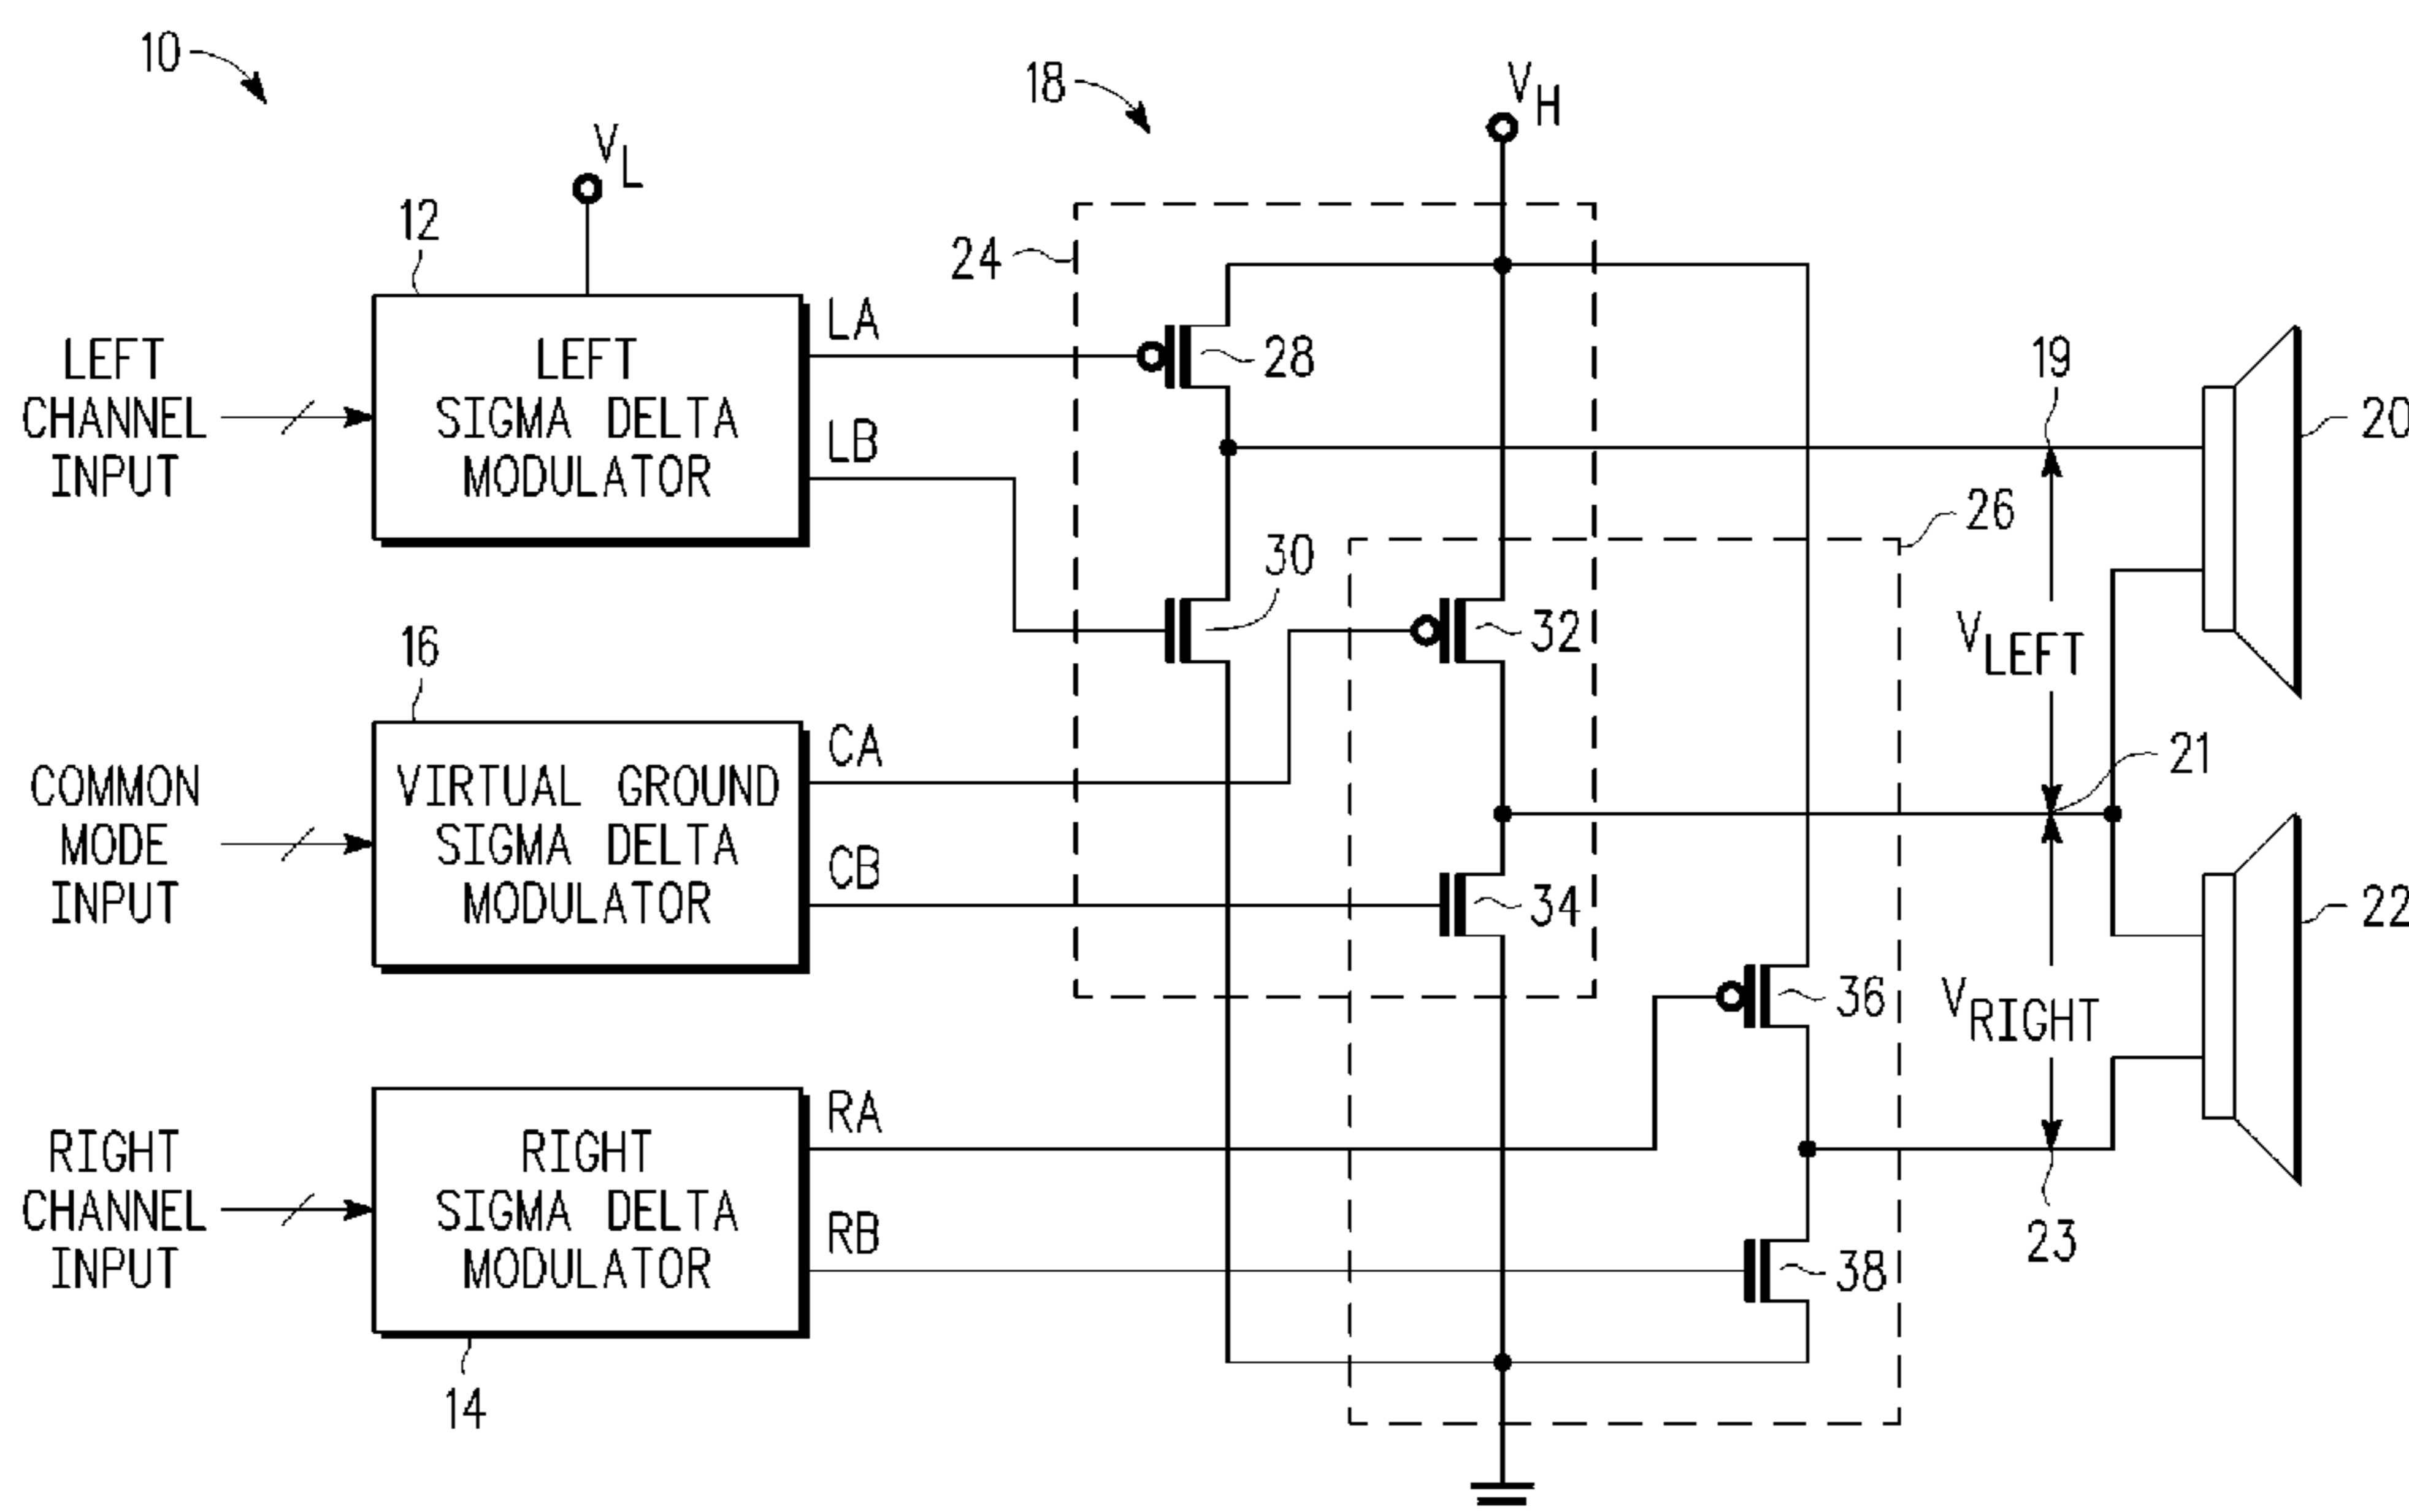 10
18
V_H
V_L
12
24
LEFT
CHANNEL
INPUT
LEFT
SIGMA DELTA
MODULATOR
LA
LB
28
19
20
26
30
16
32
V_LEFT
COMMON
MODE
INPUT
VIRTUAL GROUND
SIGMA DELTA
MODULATOR
CA
CB
21
34
22
36
V_RIGHT
RIGHT
CHANNEL
INPUT
RIGHT
SIGMA DELTA
MODULATOR
RA
RB
23
38
14